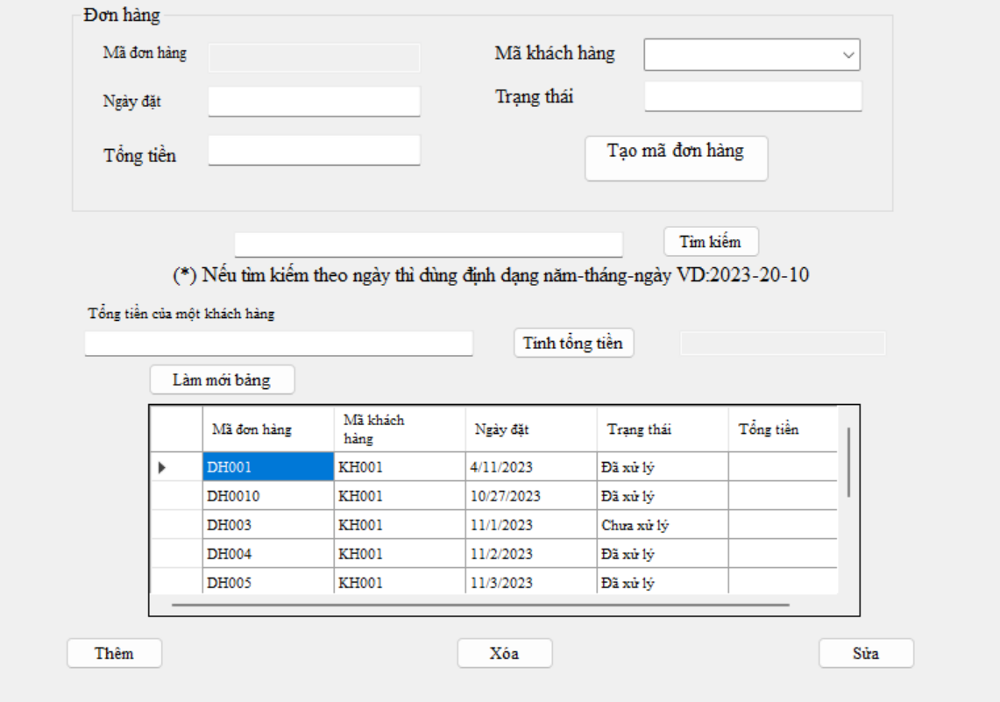 Đơn hàng
Mã đơn hàng
Mã khách hàng
Ngày đặt
Trạng thái
Tổng tiền
Tạo mã đơn hàng
Tìm kiếm
(*) Nếu tìm kiếm theo ngày thì dùng định dạng năm-tháng-ngày VD:2023-20-10
Tổng tiền của một khách hàng
Tính tổng tiền
Làm mới bảng
Mã đơn hàng Mã khách hàng Ngày đặt Trạng thái Tổng tiền
DH001 KH001 4/11/2023 Đã xử lý
DH0010 KH001 10/27/2023 Đã xử lý
DH003 KH001 11/1/2023 Chưa xử lý
DH004 KH001 11/2/2023 Đã xử lý
DH005 KH001 11/3/2023 Đã xử lý
Thêm Xóa Sửa